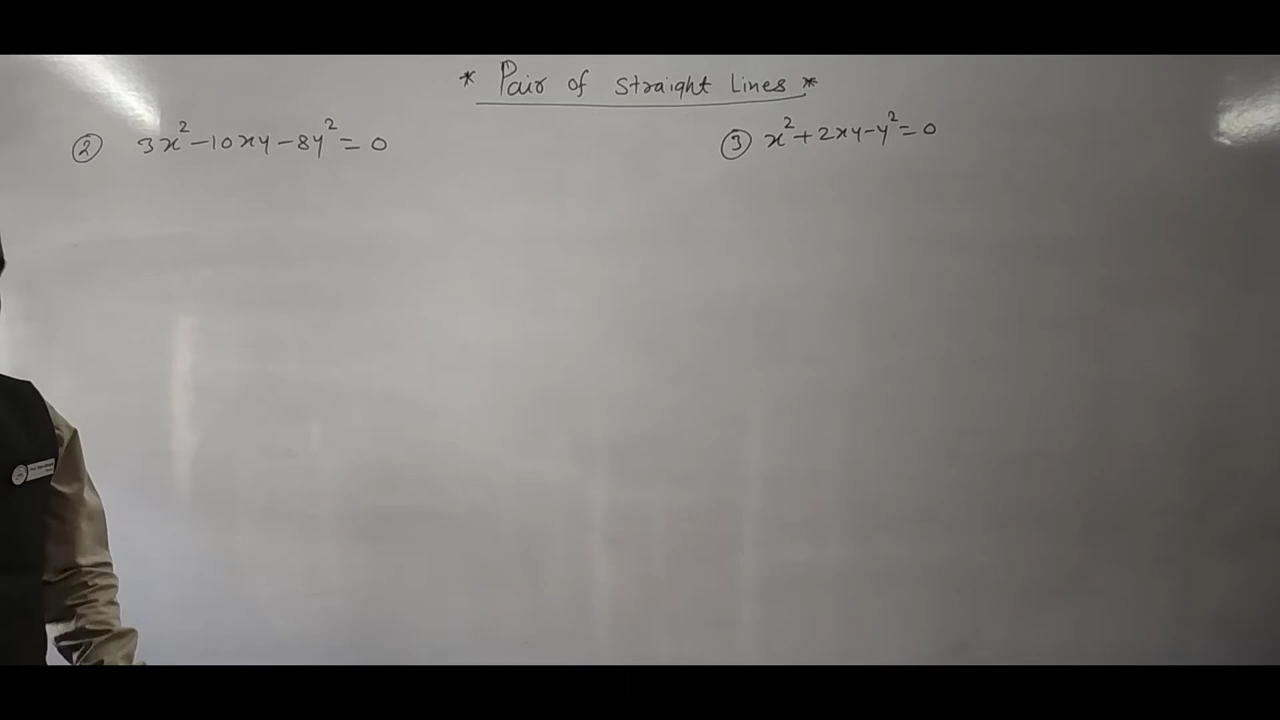 * Pair of Straight Lines *
② 3x²-10xy-8y²=0
③ x²+2xy-y²=0